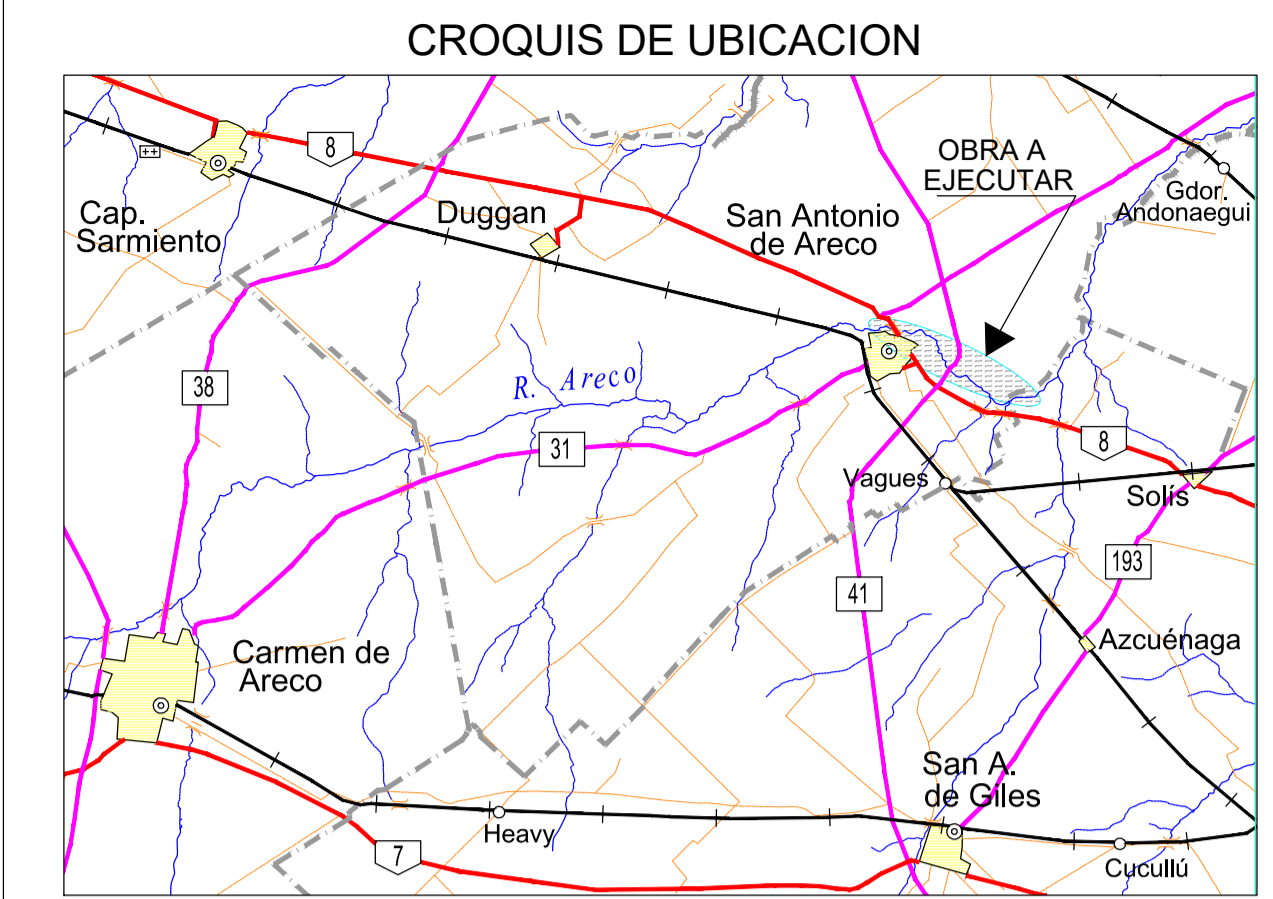 CROQUIS DE UBICACION
8
OBRA A
EJECUTAR
Gdor.
Andonaegui
Cap.
Sarmiento
Duggan
San Antonio
de Areco
38
R. Areco
31
8
Vagues
Solís
193
41
Azcuénaga
Carmen de
Areco
San A.
de Giles
Heavy
7
Cucullú